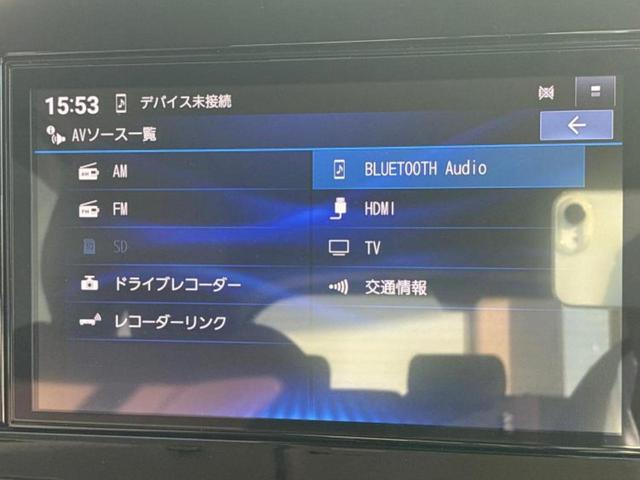 15:53 デバイス未接続
AVソース一覧
AM
FM
SD
ドライブレコーダー
レコーダーリンク
BLUETOOTH Audio
HDMI
TV
交通情報